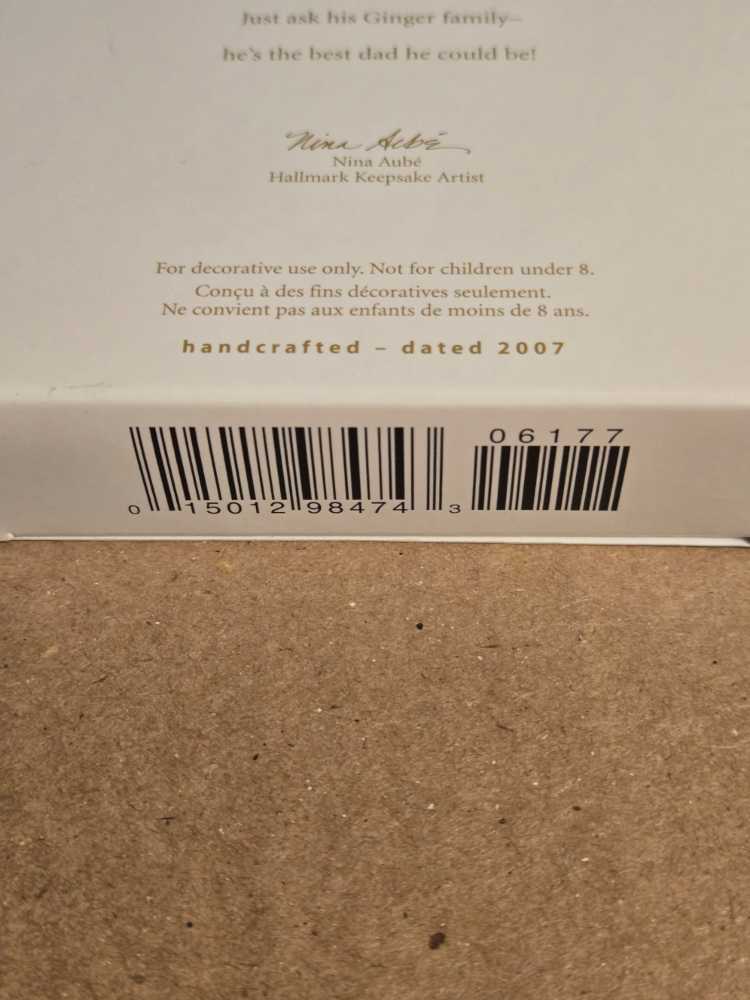 Just ask his Ginger family–
he's the best dad he could be!
Nina Aubé
Nina Aubé
Hallmark Keepsake Artist
For decorative use only. Not for children under 8.
Conçu à des fins décoratives seulement.
Ne convient pas aux enfants de moins de 8 ans.
handcrafted – dated 2007
06177
0 15012 98474 3